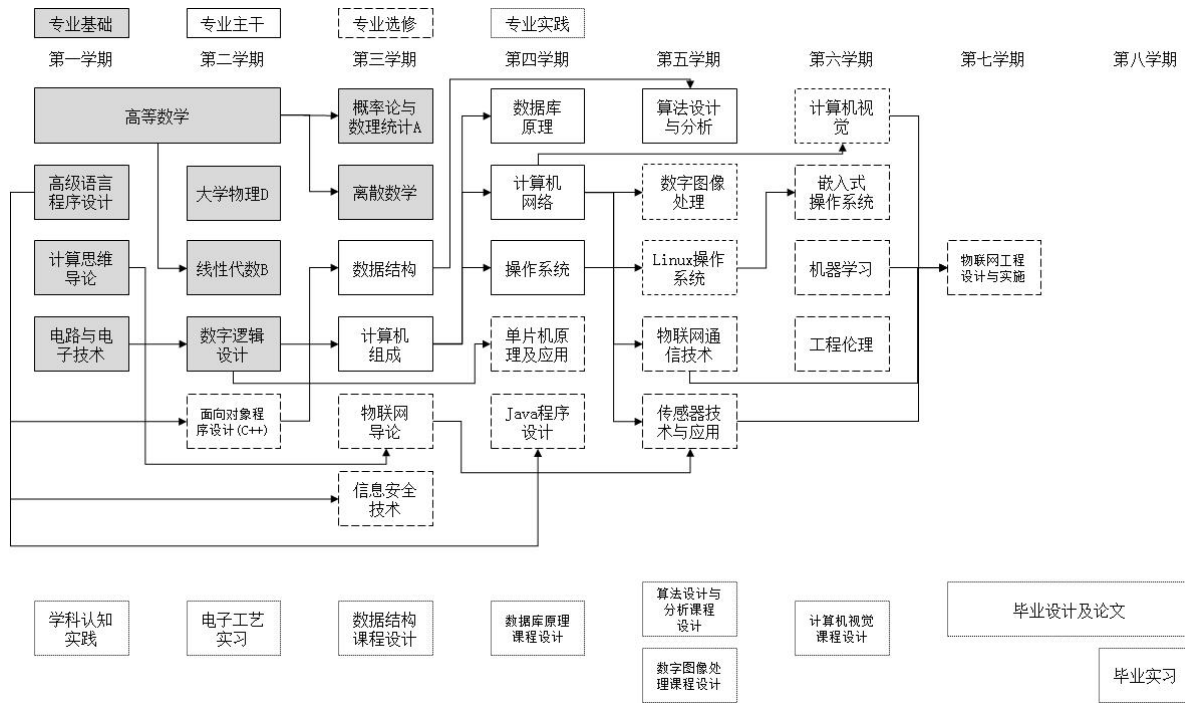 专业基础
专业主干
专业选修
专业实践
第一学期
第二学期
第三学期
第四学期
第五学期
第六学期
第七学期
第八学期
高等数学
概率论与
数理统计A
数据库
原理
算法设计
与分析
计算机视
觉
高级语言
程序设计
大学物理D
离散数学
计算机
网络
数字图像
处理
嵌入式
操作系统
计算思维
导论
线性代数B
数据结构
操作系统
Linux操作
系统
机器学习
物联网工程
设计与实施
电路与电
子技术
数字逻辑
设计
计算机
组成
单片机原
理及应用
物联网通
信技术
工程伦理
面向对象程
序设计(C++)
物联网
导论
Java程序
设计
传感器技
术与应用
信息安全
技术
学科认知
实践
电子工艺
实习
数据结构
课程设计
数据库原理
课程设计
算法设计与
分析课程
设计
计算机视觉
课程设计
毕业设计及论文
数字图像处
理课程设计
毕业实习